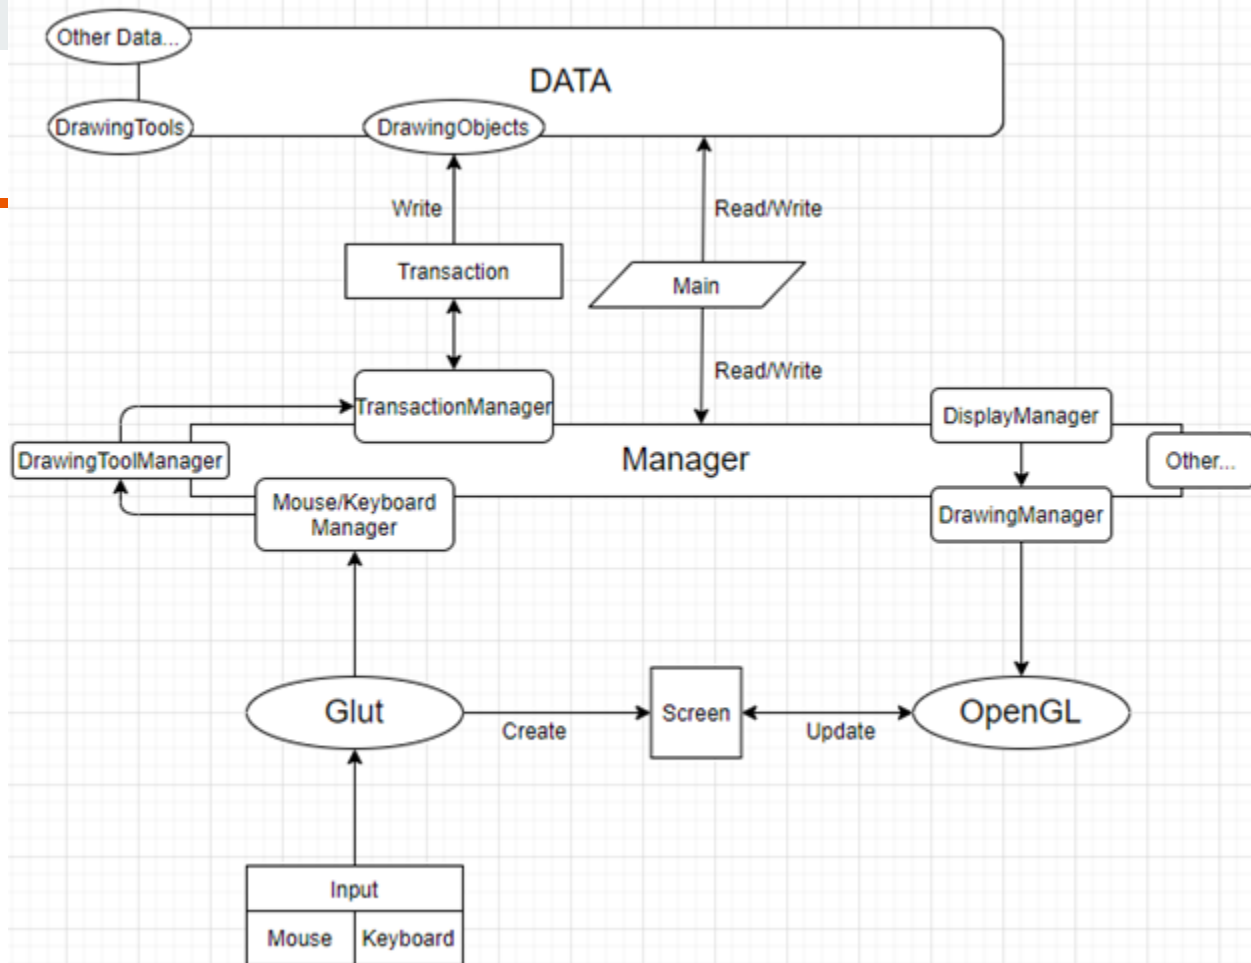 Other Data...
DATA
DrawingTools
DrawingObjects
Write
Read/Write
Transaction
Main
Read/Write
TransactionManager
DisplayManager
DrawingToolManager
Manager
Other...
Mouse/Keyboard
Manager
DrawingManager
Glut
Create
Screen
Update
OpenGL
Input
Mouse
Keyboard